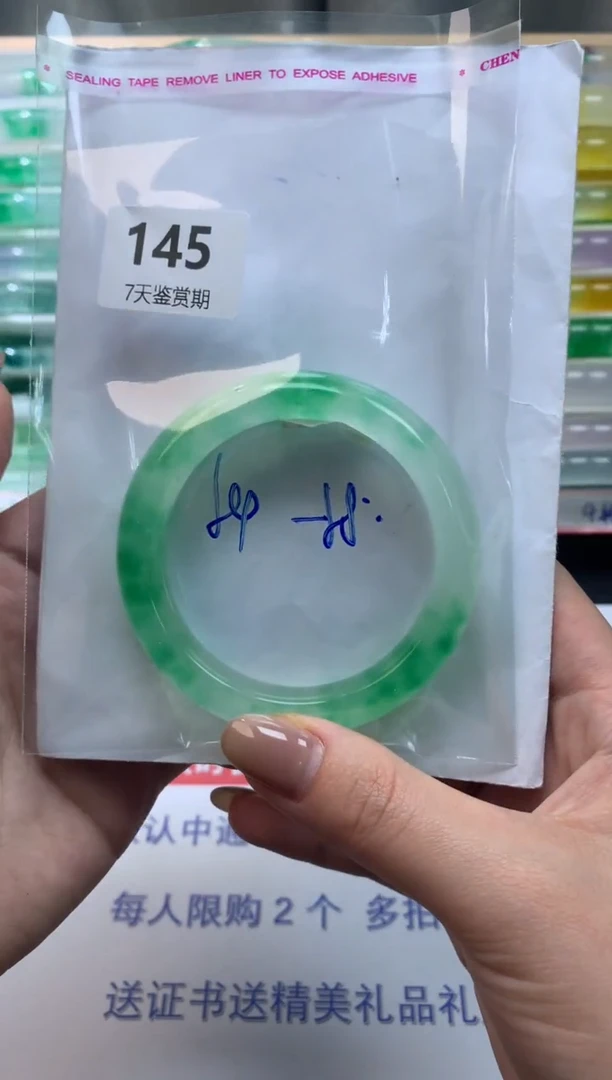 SEALING TAPE REMOVE LINER TO EXPOSE ADHESIVE
CHEN
145
7天鉴赏期
认中通
每人限购2个 多拍
送证书送精美礼品礼